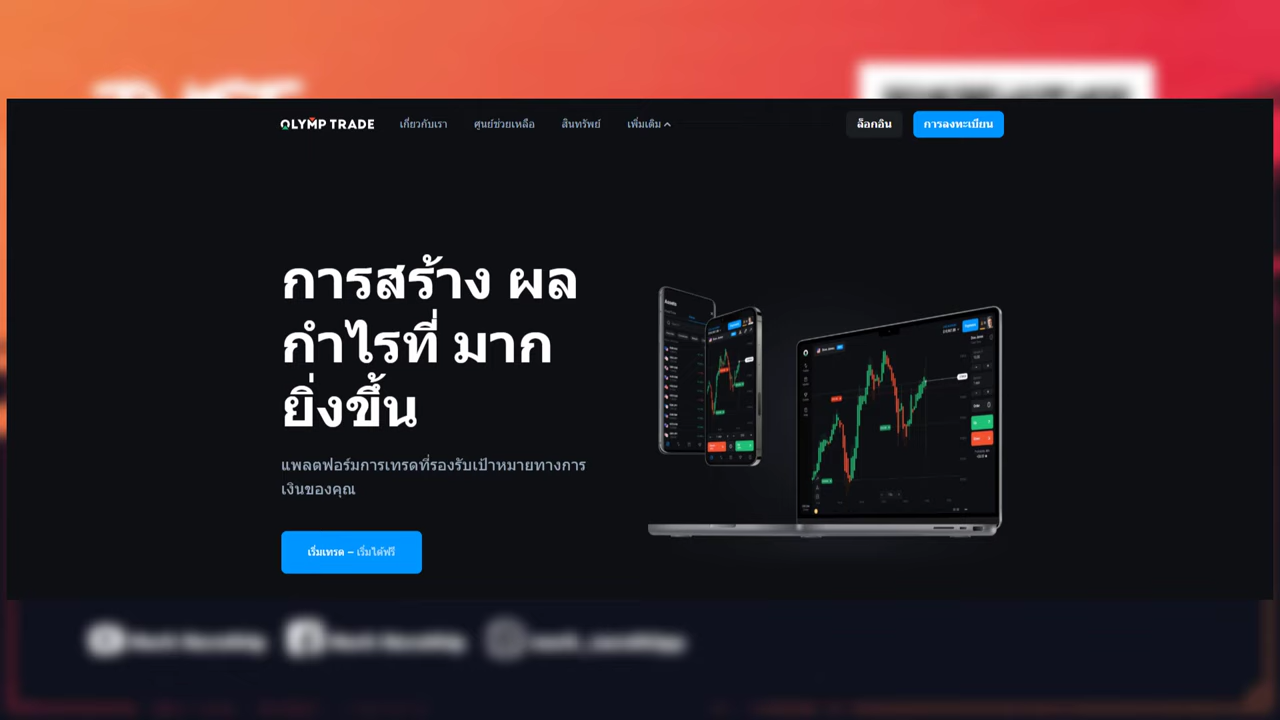 OLYMP TRADE เกี่ยวกับเรา ศูนย์ช่วยเหลือ สินทรัพย์ เพิ่มเติม ล็อกอิน การลงทะเบียน
การสร้าง ผล
กำไรที่ มาก
ยิ่งขึ้น
แพลตฟอร์มการเทรดที่รองรับเป้าหมายทางการ
เงินของคุณ
เริ่มเทรด – เริ่มได้ฟรี
Assets